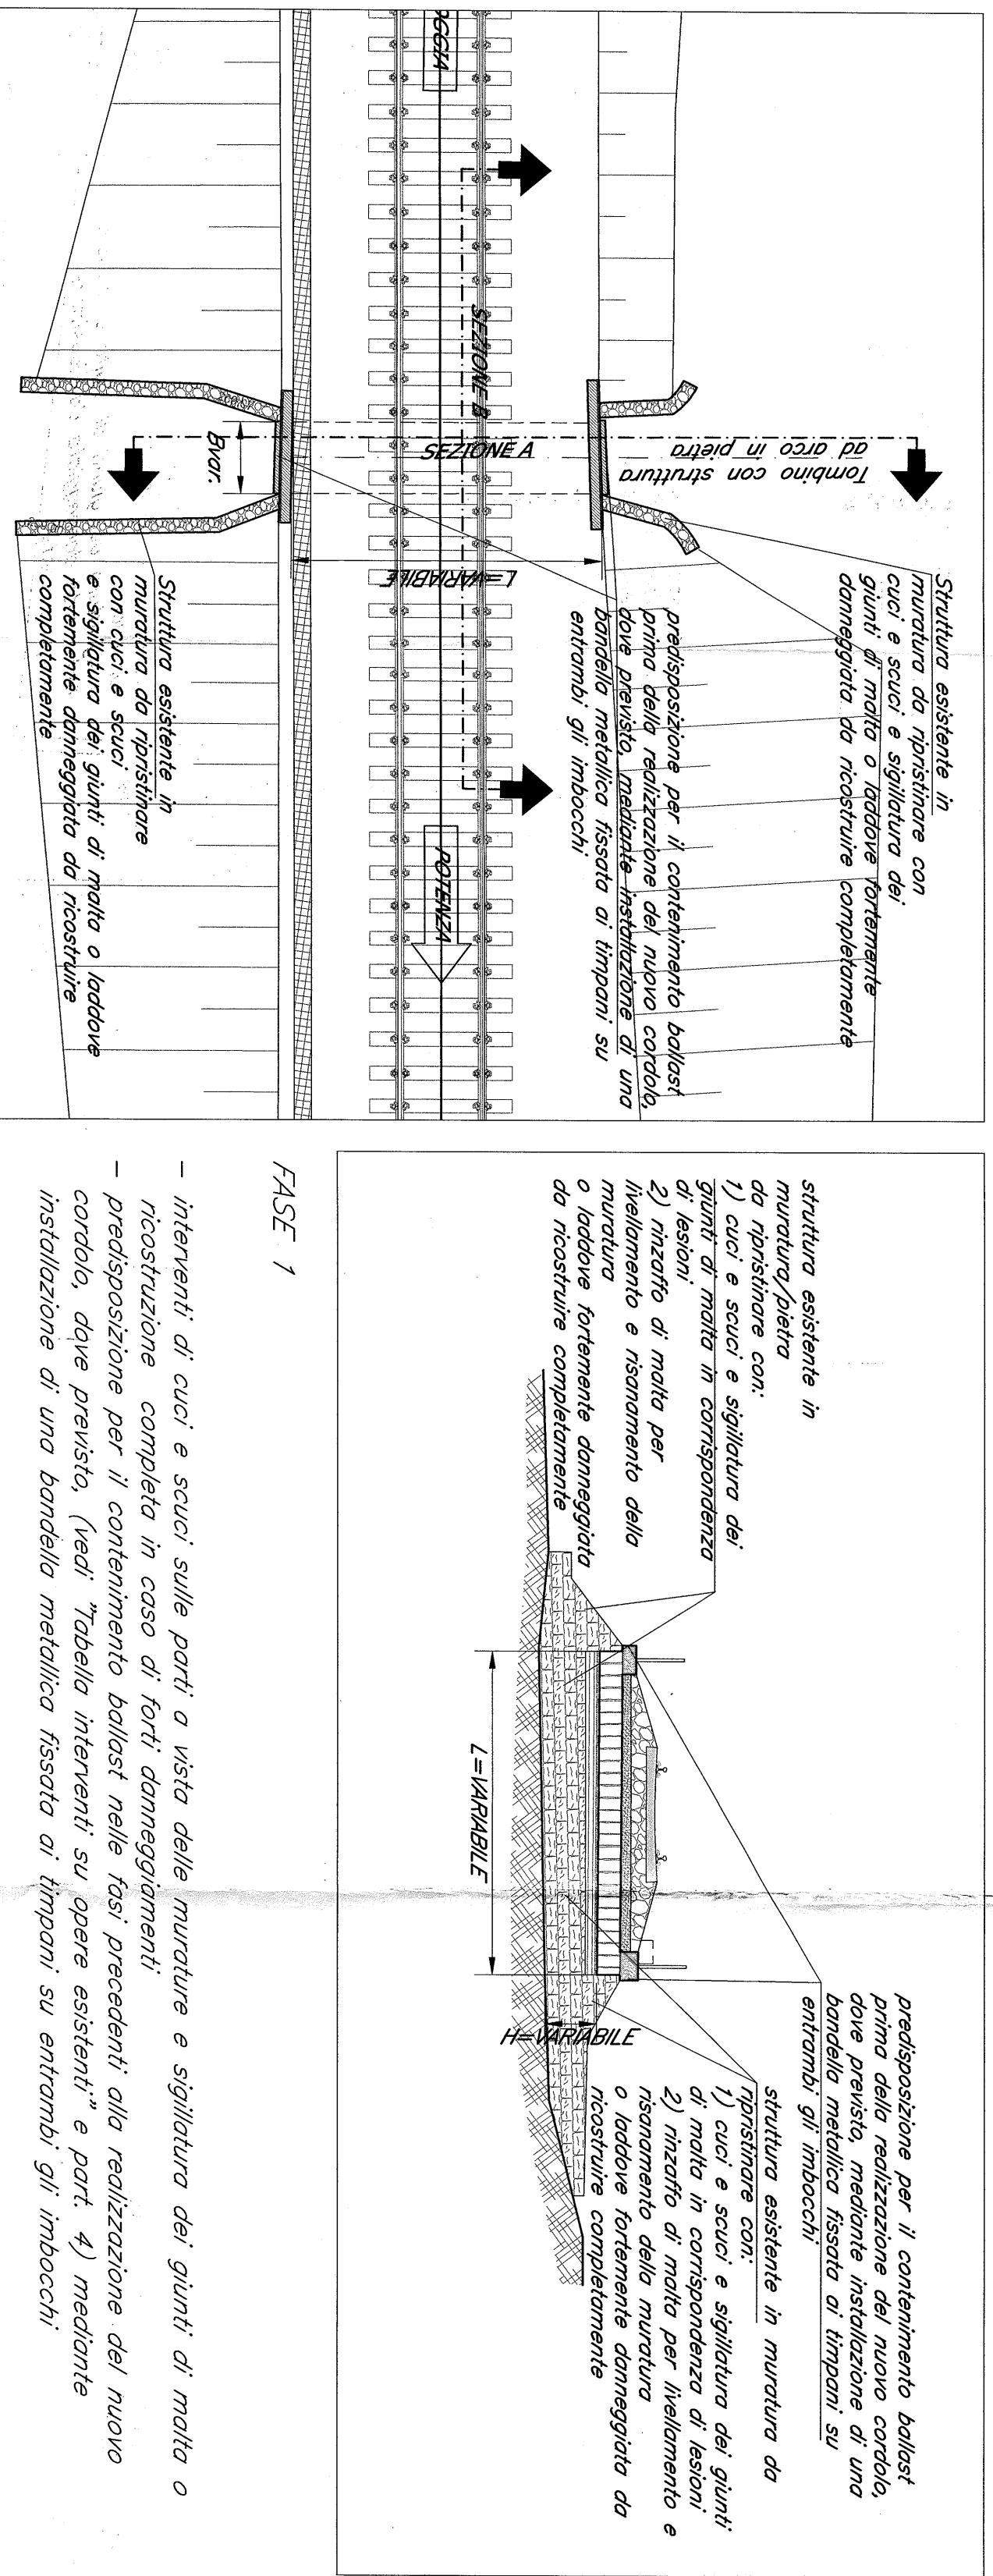 OGGIA
POTENZA
SEZIONE B
SEZIONE A
Tombino con struttura
ad arco in pietra
Bvar.
L=VARIABILE
Struttura esistente in
muratura da ripristinare con
cuci e scuci e sigillatura dei
giunti di malta o laddove fortemente
danneggiata da ricostruire completamente
predisposizione per il contenimento ballast
prima della realizzazione del nuovo cordolo,
dove previsto, mediante installazione di una
bandella metallica fissata ai timpani su
entrambi gli imbocchi
Struttura esistente in
muratura da ripristinare
con cuci e scuci
e sigillatura dei giunti di malta o laddove
fortemente danneggiata da ricostruire
completamente
struttura esistente in
muratura/pietra
da ripristinare con:
1) cuci e scuci e sigillatura dei
giunti di malta in corrispondenza
di lesioni
2) rinzaffo di malta per
livellamento e risanamento della
muratura
o laddove fortemente danneggiata
da ricostruire completamente
L=VARIABILE
H=VARIABILE
predisposizione per il contenimento ballast
prima della realizzazione del nuovo cordolo,
dove previsto, mediante installazione di una
bandella metallica fissata ai timpani su
entrambi gli imbocchi
struttura esistente in muratura da
ripristinare con:
1) cuci e scuci e sigillatura dei giunti
di malta in corrispondenza di lesioni
2) rinzaffo di malta per livellamento e
risanamento della muratura
o laddove fortemente danneggiata da
ricostruire completamente
FASE 1
- interventi di cuci e scuci sulle parti a vista delle murature e sigillatura dei giunti di malta o
ricostruzione completa in caso di forti danneggiamenti
- predisposizione per il contenimento ballast nelle fasi precedenti alla realizzazione del nuovo
cordolo, dove previsto, (vedi "Tabella interventi su opere esistenti" e part. 4) mediante
installazione di una bandella metallica fissata ai timpani su entrambi gli imbocchi